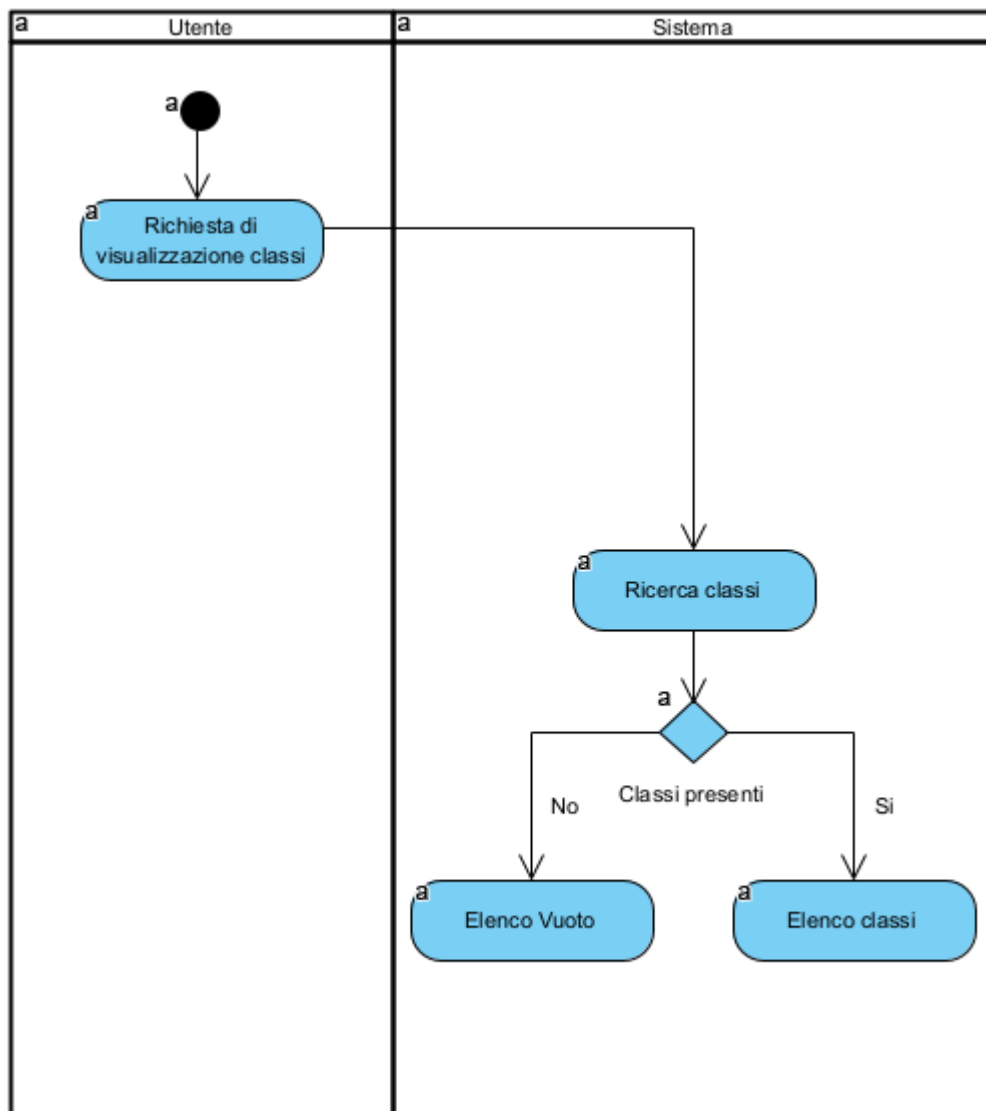 a Utente a Sistema
a
a Richiesta di
visualizzazione classi
a Ricerca classi
a
Classi presenti
No Si
a Elenco Vuoto a Elenco classi